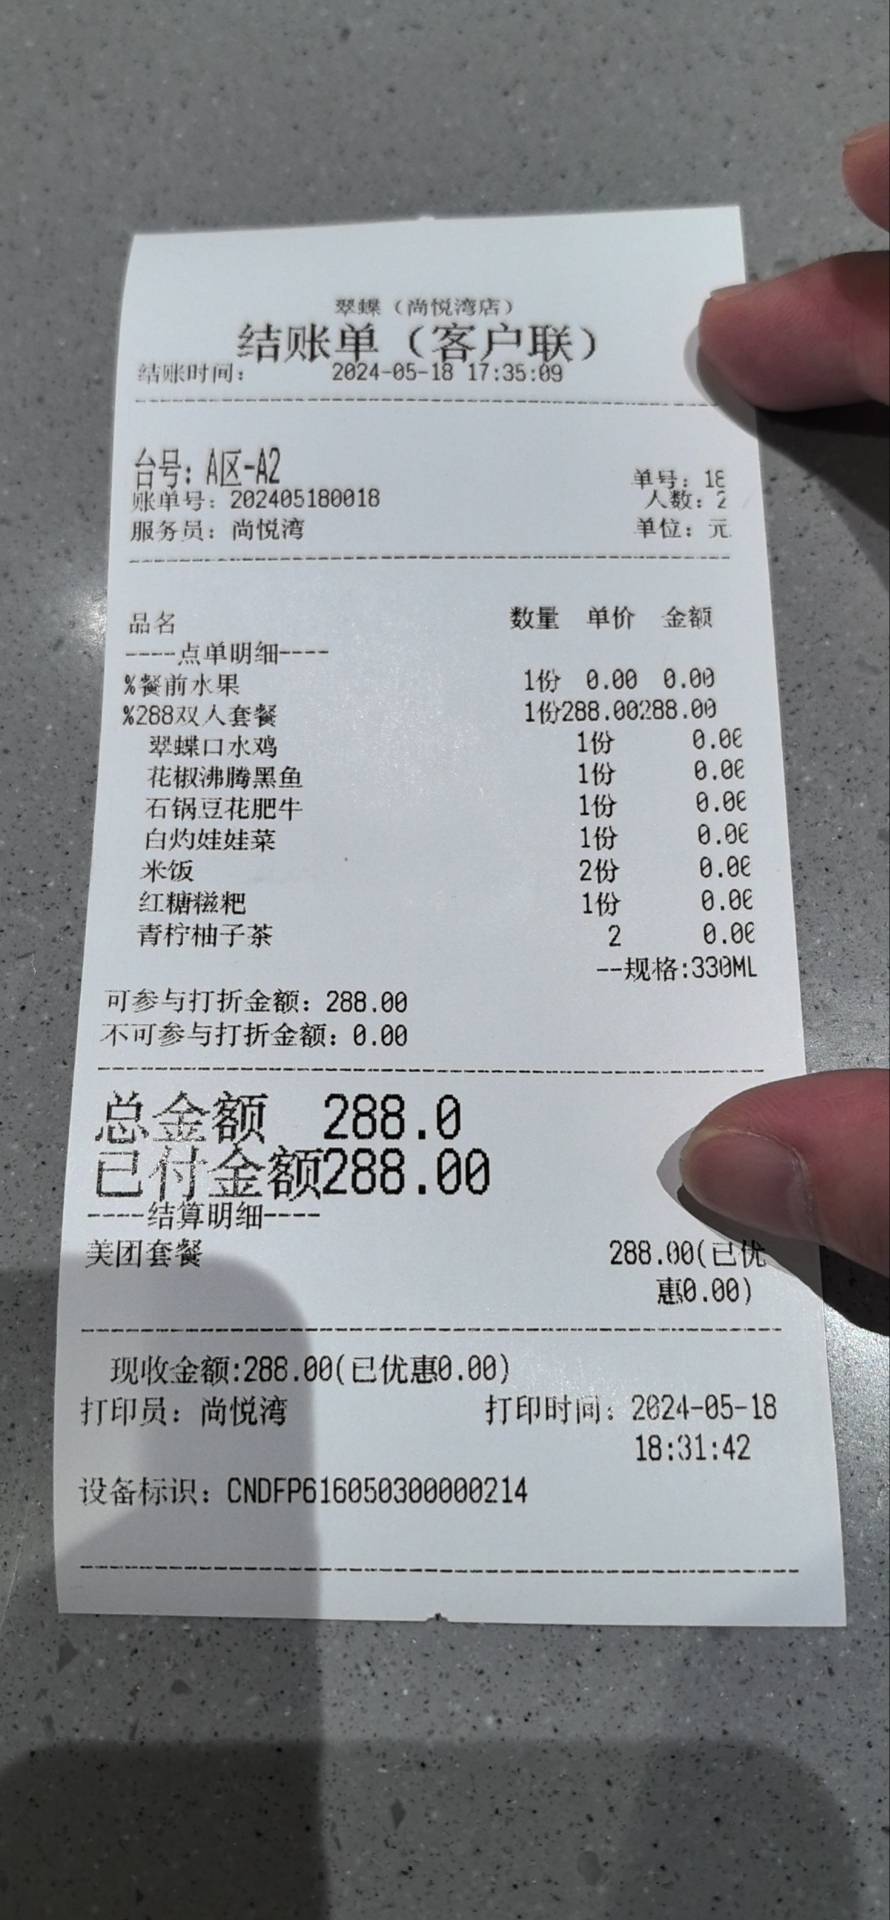 翠蝶（尚悦湾店）
结账单（客户联）
结账时间： 2024-05-18 17:35:09
台号：A区-A2
单号：18
账单号：202405180018 人数：2
服务员：尚悦湾 单位：元
品名 数量 单价 金额
----点单明细----
%餐前水果 1份 0.00 0.00
%288双人套餐 1份288.00288.00
翠蝶口水鸡 1份 0.00
花椒沸腾黑鱼 1份 0.00
石锅豆花肥牛 1份 0.00
白灼娃娃菜 1份 0.00
米饭 2份 0.00
红糖糍粑 1份 0.00
青柠柚子茶 2 0.00
--规格:330ML
可参与打折金额：288.00
不可参与打折金额：0.00
总金额 288.0
已付金额288.00
----结算明细----
美团套餐 288.00(已优
惠0.00)
现收金额:288.00(已优惠0.00)
打印员：尚悦湾 打印时间：2024-05-18
18:31:42
设备标识：CNDFP616050300000214